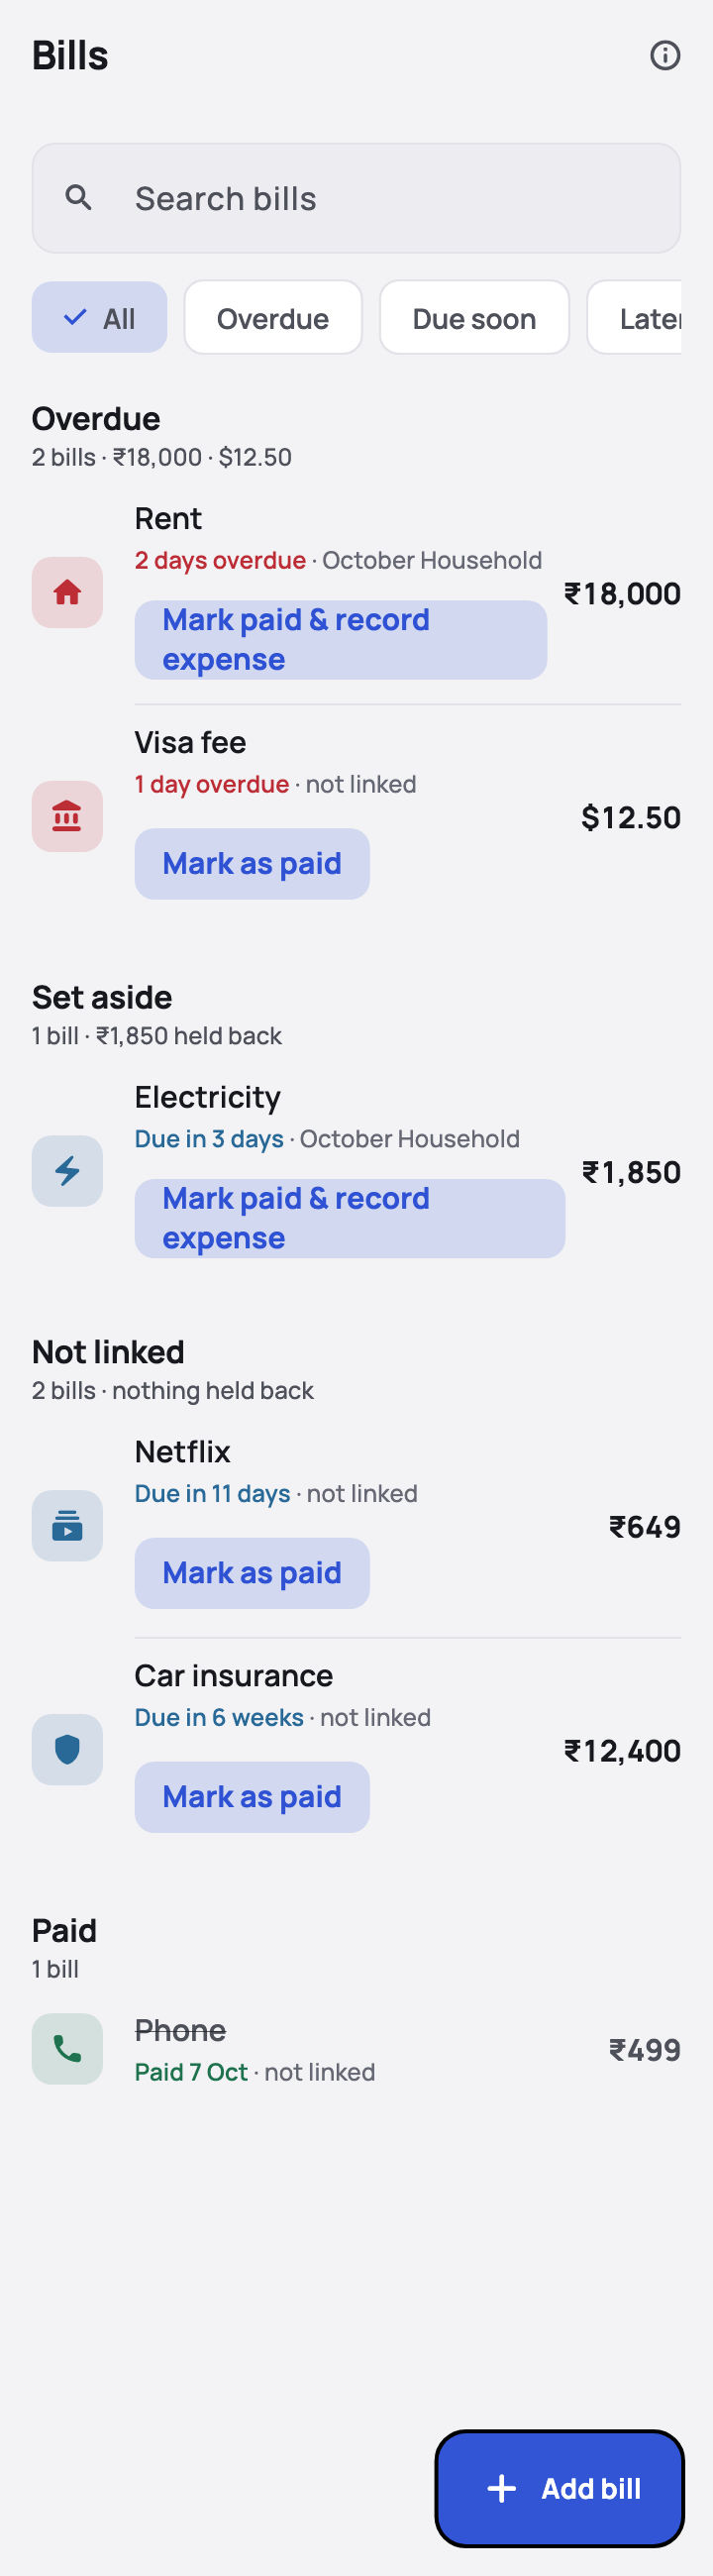 Bills
Search bills
All
Overdue
Due soon
Later
Overdue
2 bills · ₹18,000 · $12.50
Rent
2 days overdue · October Household
₹18,000
Mark paid & record
expense
Visa fee
1 day overdue · not linked
$12.50
Mark as paid
Set aside
1 bill · ₹1,850 held back
Electricity
Due in 3 days · October Household
₹1,850
Mark paid & record
expense
Not linked
2 bills · nothing held back
Netflix
Due in 11 days · not linked
₹649
Mark as paid
Car insurance
Due in 6 weeks · not linked
₹12,400
Mark as paid
Paid
1 bill
Phone
Paid 7 Oct · not linked
₹499
Add bill